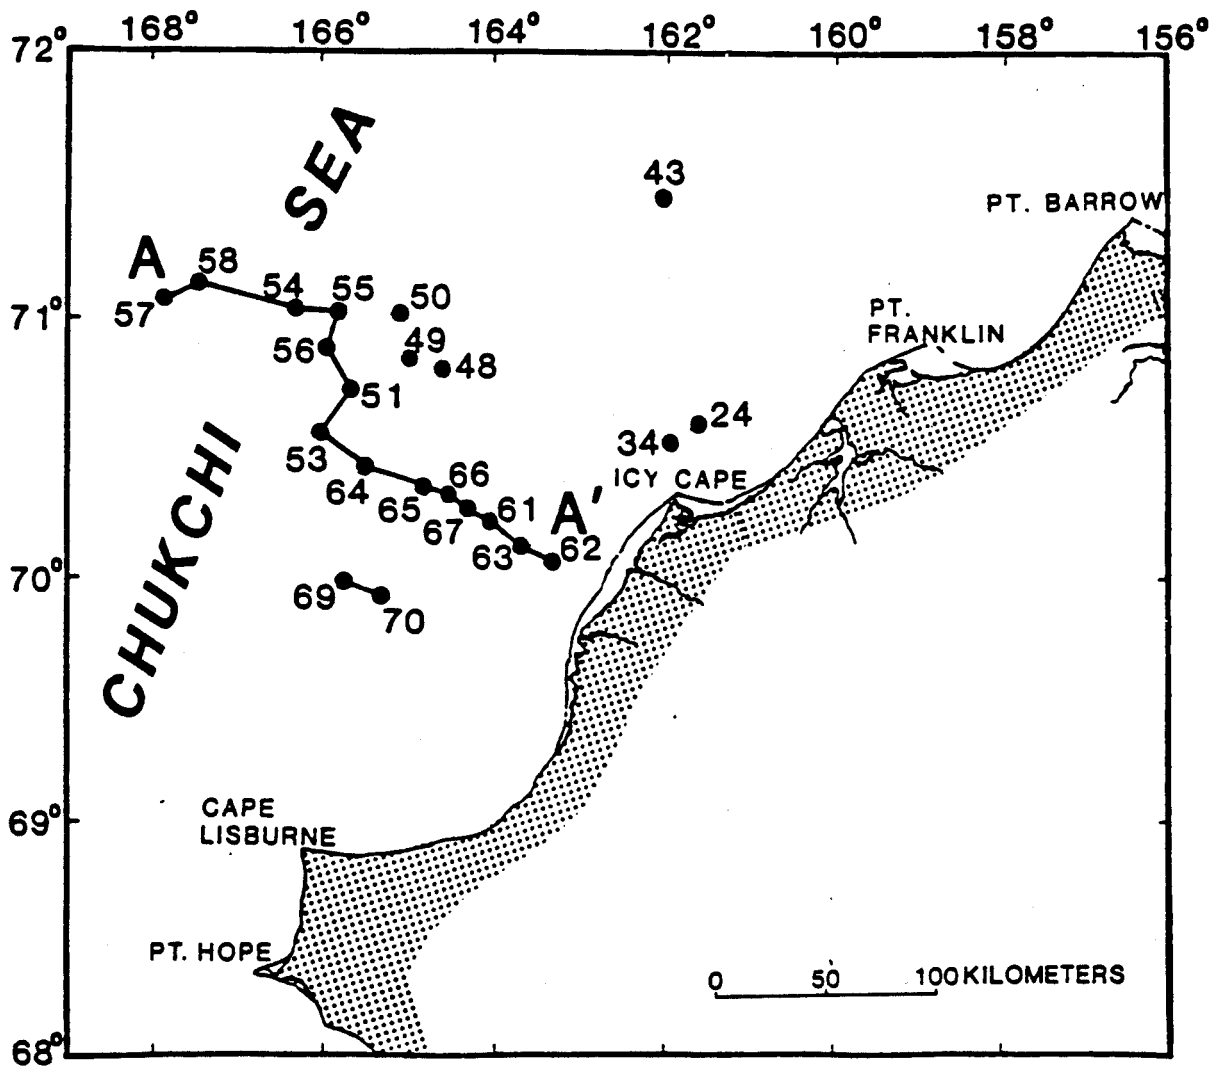 168° 166° 164° 162° 160° 158° 156°
72°
SEA
43
PT. BARROW
A
58
54
55
50
57
71°
PT.
FRANKLIN
56
49
48
51
24
34
53
ICY CAPE
64
66
65
61
A'
67
63
62
CHUKCHI
70°
69
70
69°
CAPE
LISBURNE
PT. HOPE
0 50 100 KILOMETERS
68°